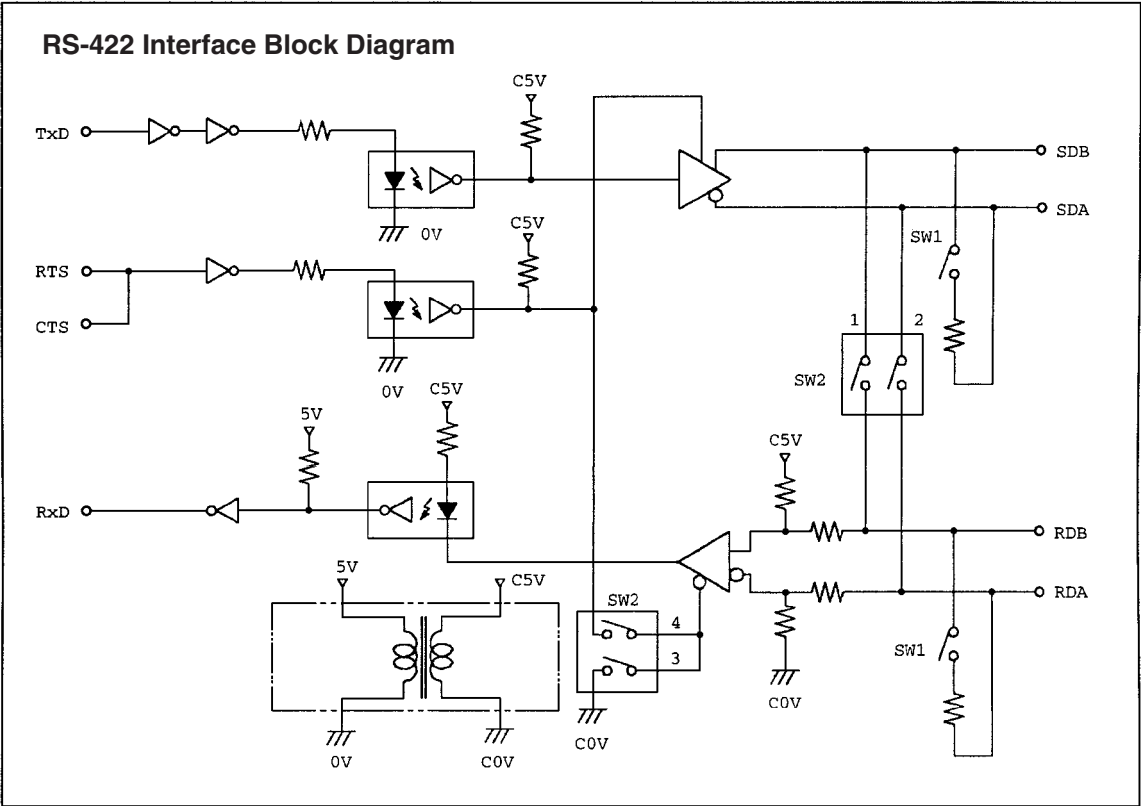 RS-422 Interface Block Diagram
C5V
TxD
SDB
SDA
0V
C5V
SW1
RTS
CTS
1 2
0V
SW2
C5V
5V
C5V
RxD
RDB
5V
C5V
RDA
SW2
4
3
SW1
C0V
C0V
0V
C0V